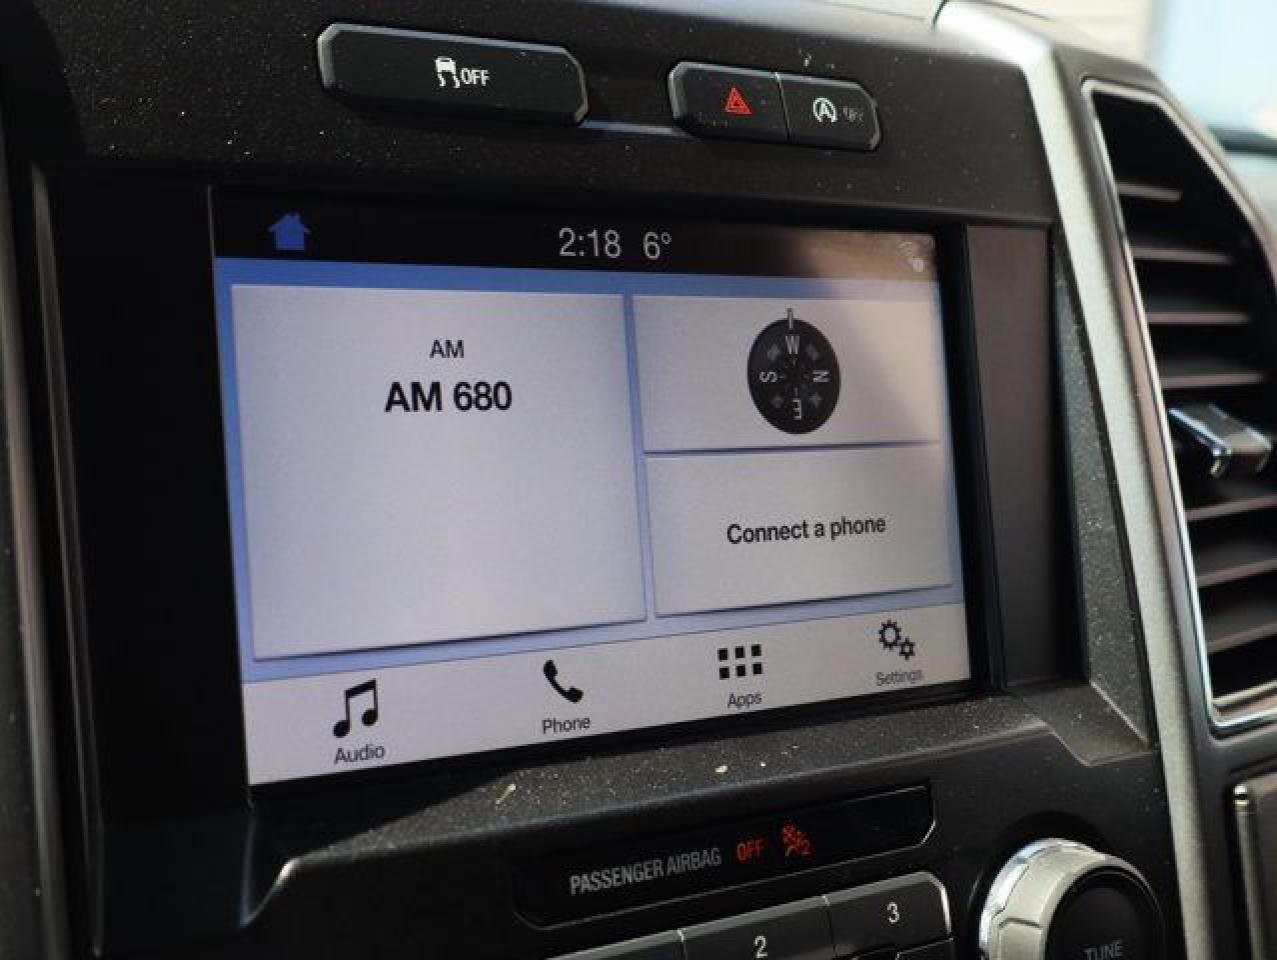 OFF
2:18 6°
AM
AM 680
W
S
N
E
Connect a phone
Audio
Phone
Apps
Settings
PASSENGER AIRBAG OFF 2
2
3
TUNE